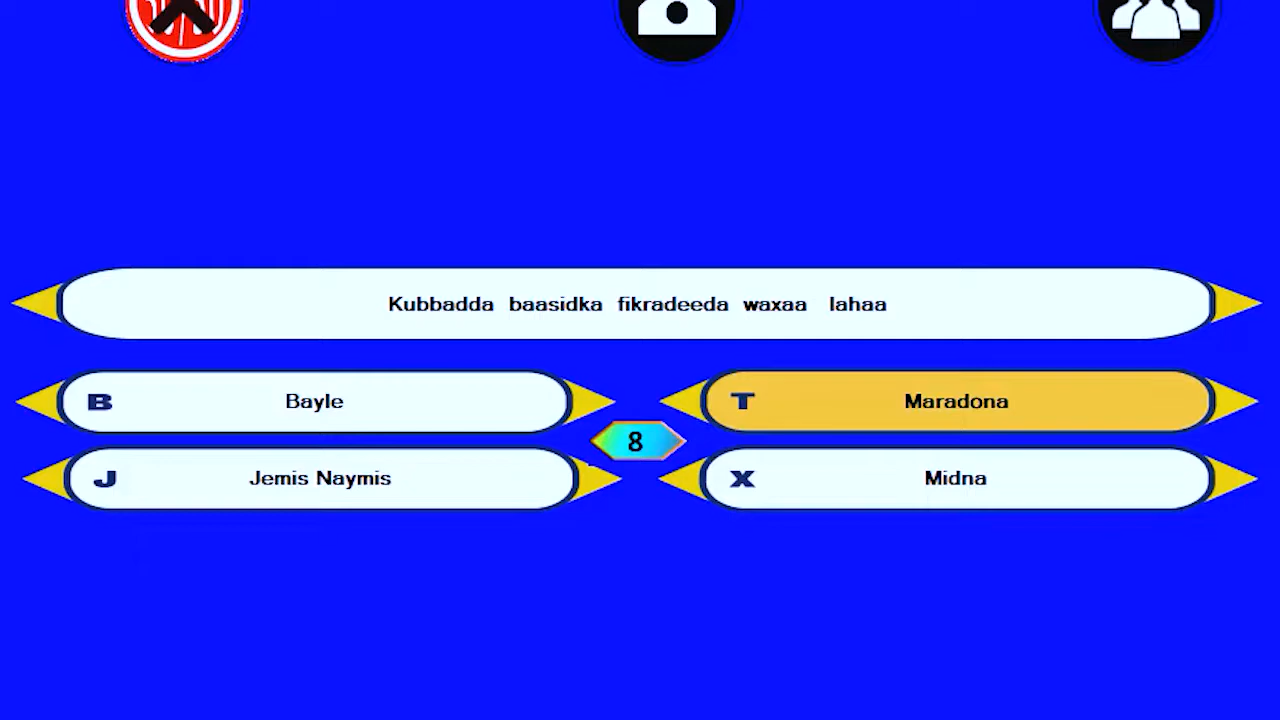 Kubbadda baasidka fikradeeda waxaa lahaa
B Bayle
T Maradona
8
J Jemis Naymis
X Midna